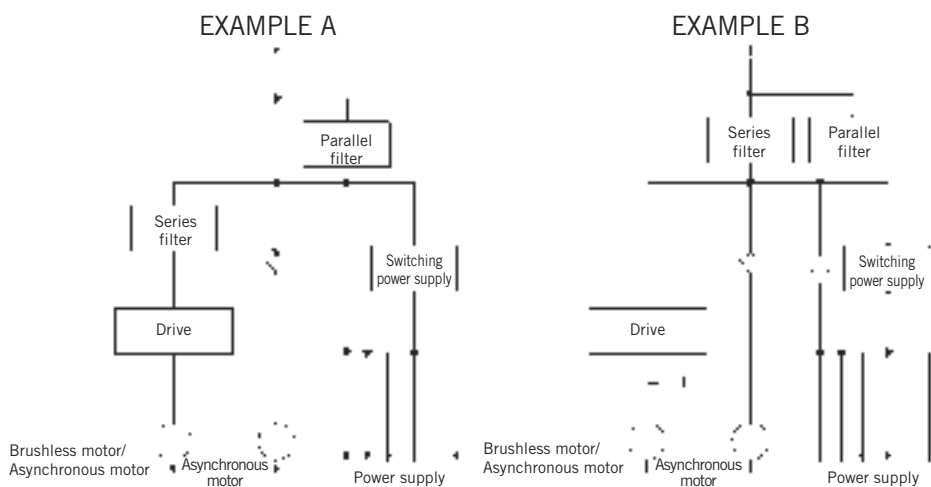 EXAMPLE A
Parallel
filter
Series
filter
Switching
power supply
Drive
Brushless motor/
Asynchronous motor
Asynchronous
motor
Power supply
EXAMPLE B
Series
filter
Parallel
filter
Switching
power supply
Drive
Brushless motor/
Asynchronous motor
Asynchronous
motor
Power supply